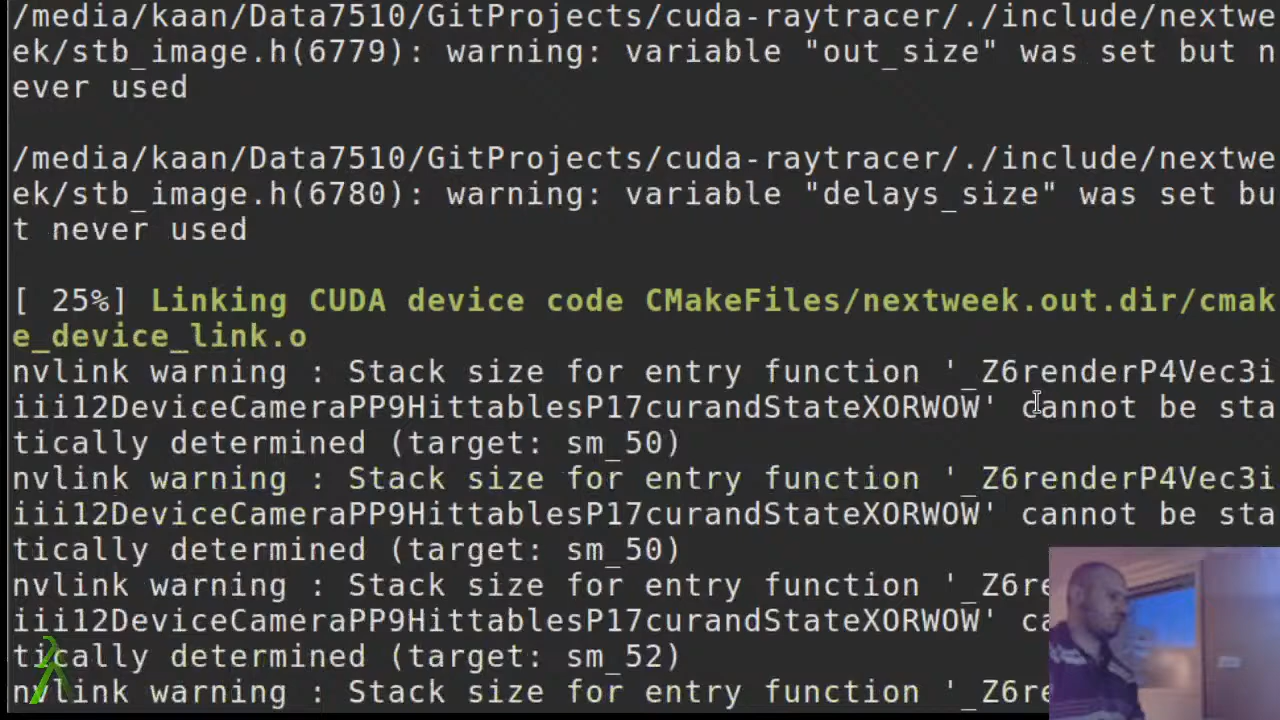 /media/kaan/Data7510/GitProjects/cuda-raytracer/./include/nextwe
ek/stb_image.h(6779): warning: variable "out_size" was set but n
ever used
/media/kaan/Data7510/GitProjects/cuda-raytracer/./include/nextwe
ek/stb_image.h(6780): warning: variable "delays_size" was set bu
t never used
[ 25%] Linking CUDA device code CMakeFiles/nextweek.out.dir/cmak
e_device_link.o
nvlink warning : Stack size for entry function '_Z6renderP4Vec3i
iii12DeviceCameraPP9HittablesP17curandStateXORWOW' cannot be sta
tically determined (target: sm_50)
nvlink warning : Stack size for entry function '_Z6renderP4Vec3i
iii12DeviceCameraPP9HittablesP17curandStateXORWOW' cannot be sta
tically determined (target: sm_50)
nvlink warning : Stack size for entry function '_Z6re
iii12DeviceCameraPP9HittablesP17curandStateXORWOW' ca
tically determined (target: sm_52)
nvlink warning : Stack size for entry function '_Z6re
λ